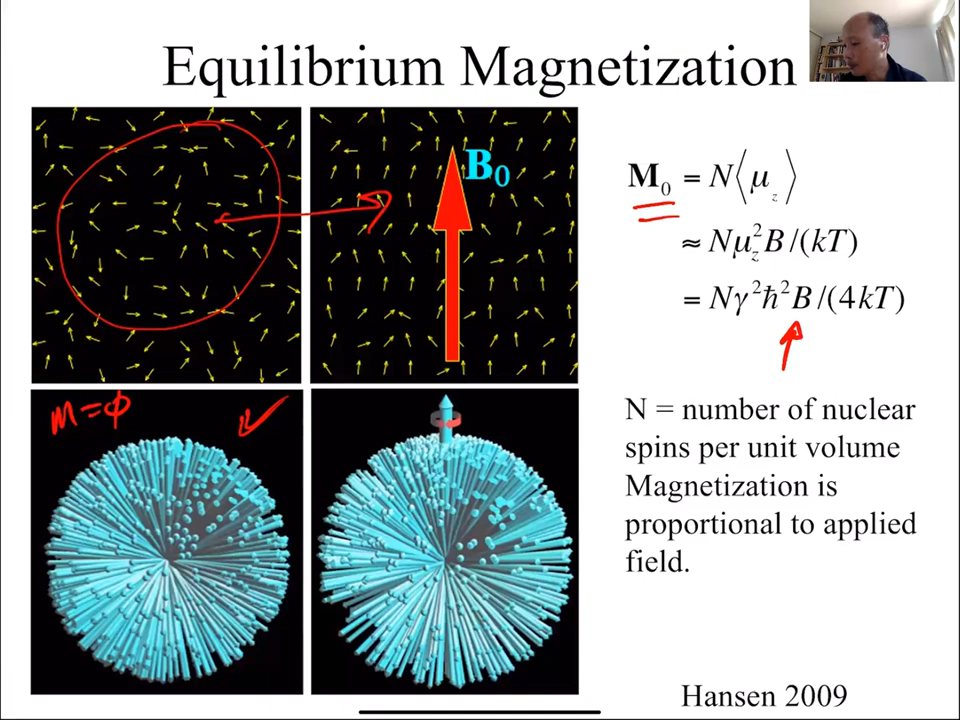 Equilibrium Magnetization
B₀
M₀ = N⟨μ_z⟩
≈ Nμ_z²B/(kT)
= Nγ²ħ²B/(4kT)
M=φ
N = number of nuclear
spins per unit volume
Magnetization is
proportional to applied
field.
Hansen 2009